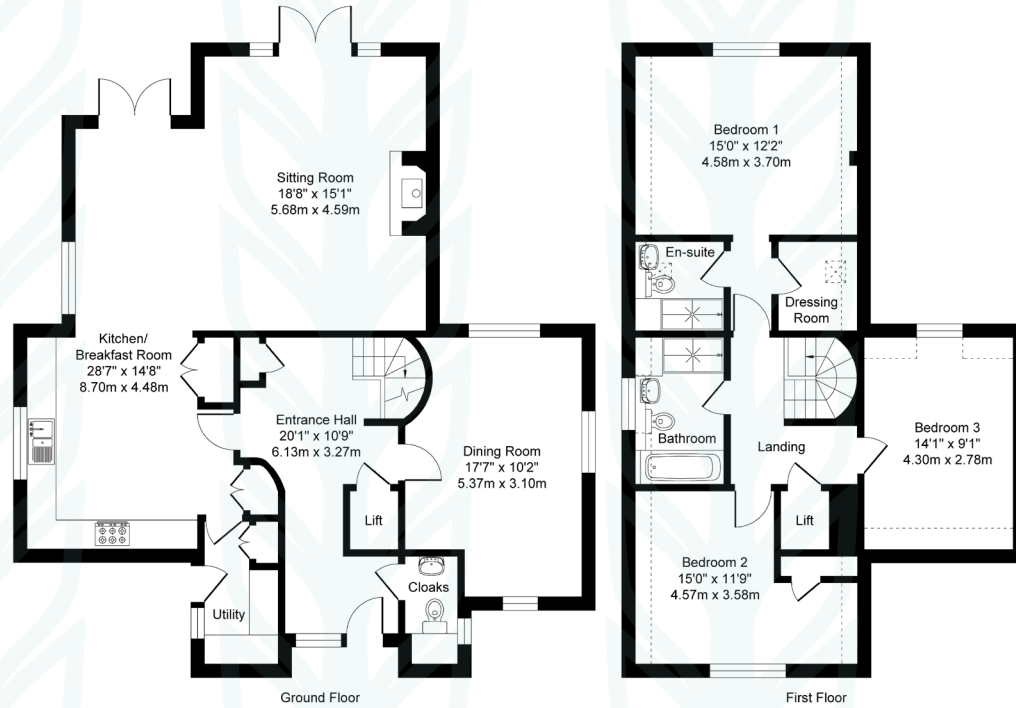 Sitting Room
18'8" x 15'1"
5.68m x 4.59m
Kitchen/
Breakfast Room
28'7" x 14'8"
8.70m x 4.48m
Entrance Hall
20'1" x 10'9"
6.13m x 3.27m
Dining Room
17'7" x 10'2"
5.37m x 3.10m
Lift
Cloaks
Utility
Ground Floor
Bedroom 1
15'0" x 12'2"
4.58m x 3.70m
En-suite
Dressing
Room
Bathroom
Landing
Bedroom 3
14'1" x 9'1"
4.30m x 2.78m
Lift
Bedroom 2
15'0" x 11'9"
4.57m x 3.58m
First Floor